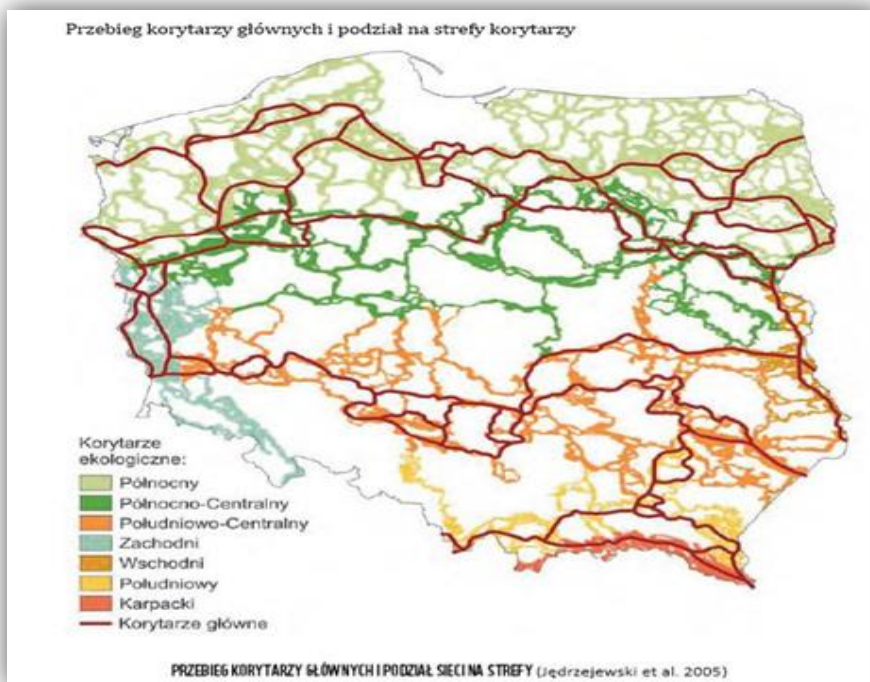 Przebieg korytarzy głównych i podział na strefy korytarzy
Korytarze
ekologiczne:
Północny
Północno-Centralny
Południowo-Centralny
Zachodni
Wschodni
Południowy
Karpacki
Korytarze główne
PRZEBIEG KORYTARZY GŁÓWNYCH I PODZIAŁ SIECI NA STREFY (Jędrzejewski et al. 2005)